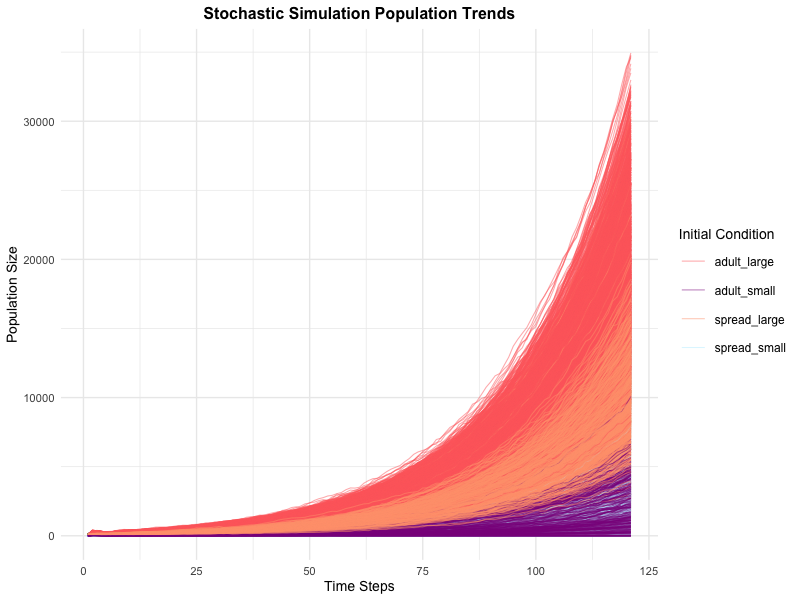 Stochastic Simulation Population Trends
Population Size
30000
20000
10000
0
0
25
50
75
100
125
Time Steps
Initial Condition
adult_large
adult_small
spread_large
spread_small